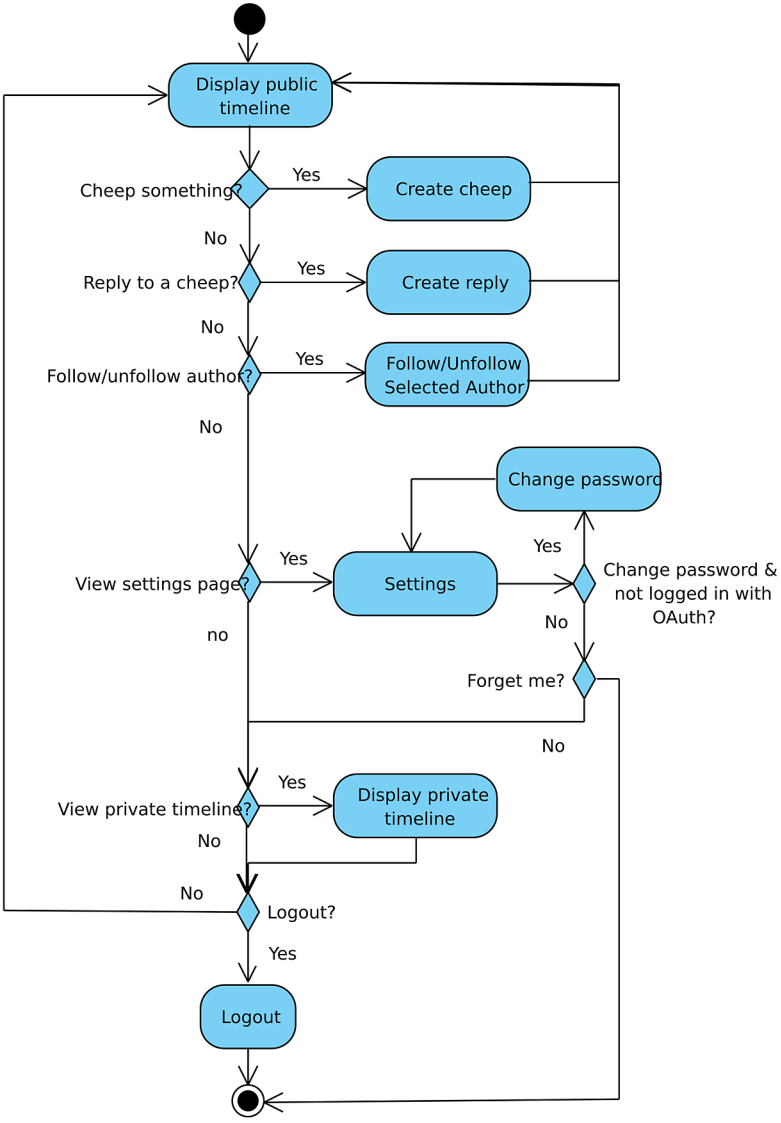 Display public
timeline
Cheep something?
Yes
Create cheep
No
Reply to a cheep?
Yes
Create reply
No
Follow/unfollow author?
Yes
Follow/Unfollow
Selected Author
No
Change password
View settings page?
Yes
Settings
Yes
Change password &
not logged in with
OAuth?
no
No
Forget me?
No
View private timeline?
Yes
Display private
timeline
No
No
Logout?
Yes
Logout